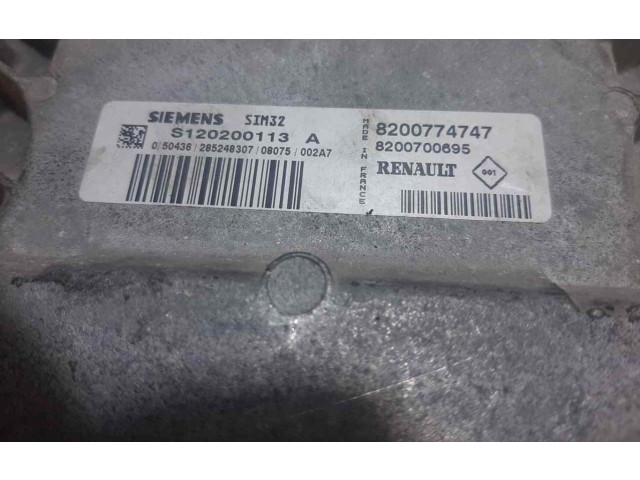 SIEMENS SIM32
S120200113 A
0/50436/285248307/08075/002A7
MADE IN FRANCE
8200774747
8200700695
RENAULT 001